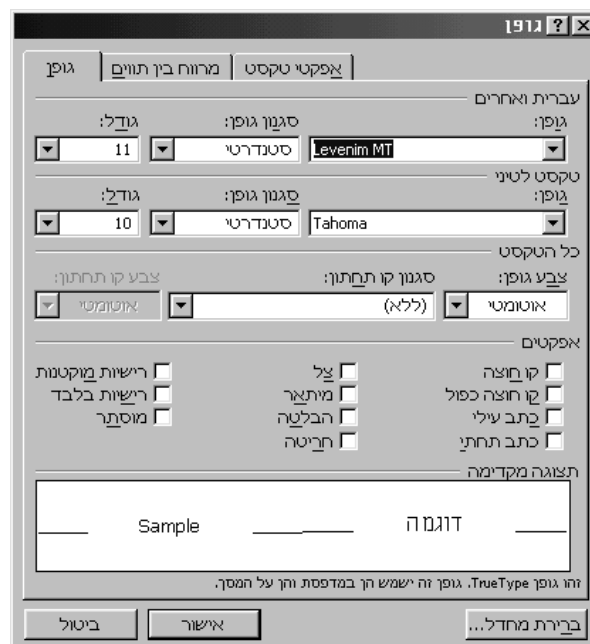 גופן
גופן מרווח בין תווים אפקטי טקסט
עברית ואחרים
גופן: סגנון גופן: גודל:
Levenim MT סטנדרטי 11
טקסט לטיני
גופן: סגנון גופן: גודל:
Tahoma סטנדרטי 10
כל הטקסט
צבע גופן: סגנון קו תחתון: צבע קו תחתון:
אוטומטי (ללא) אוטומטי
אפקטים
קו חוצה צל רישיות מוקטנות
קו חוצה כפול מיתאר רישיות בלבד
כתב עילי הבלטה מוסתר
כתב תחתי חריטה
תצוגה מקדימה
דוגמה Sample
זהו גופן TrueType. גופן זה ישמש הן במדפסת והן על המסך.
ברירת מחדל... אישור ביטול